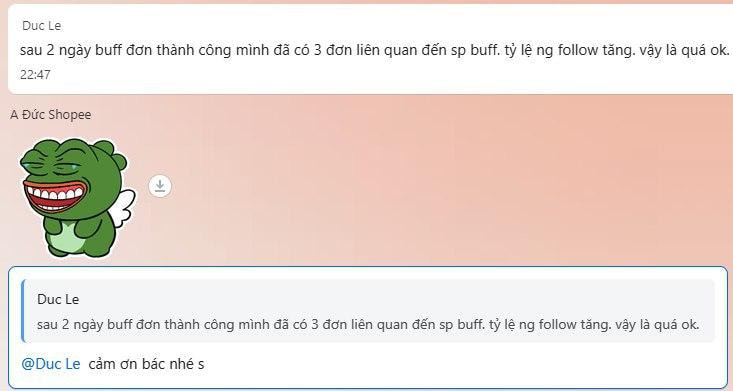 Duc Le
sau 2 ngày buff đơn thành công mình đã có 3 đơn liên quan đến sp buff. tỷ lệ ng follow tăng. vậy là quá ok.
22:47
A Đức Shopee
Duc Le
sau 2 ngày buff đơn thành công mình đã có 3 đơn liên quan đến sp buff. tỷ lệ ng follow tăng. vậy là quá ok.
@Duc Le cảm ơn bác nhé s